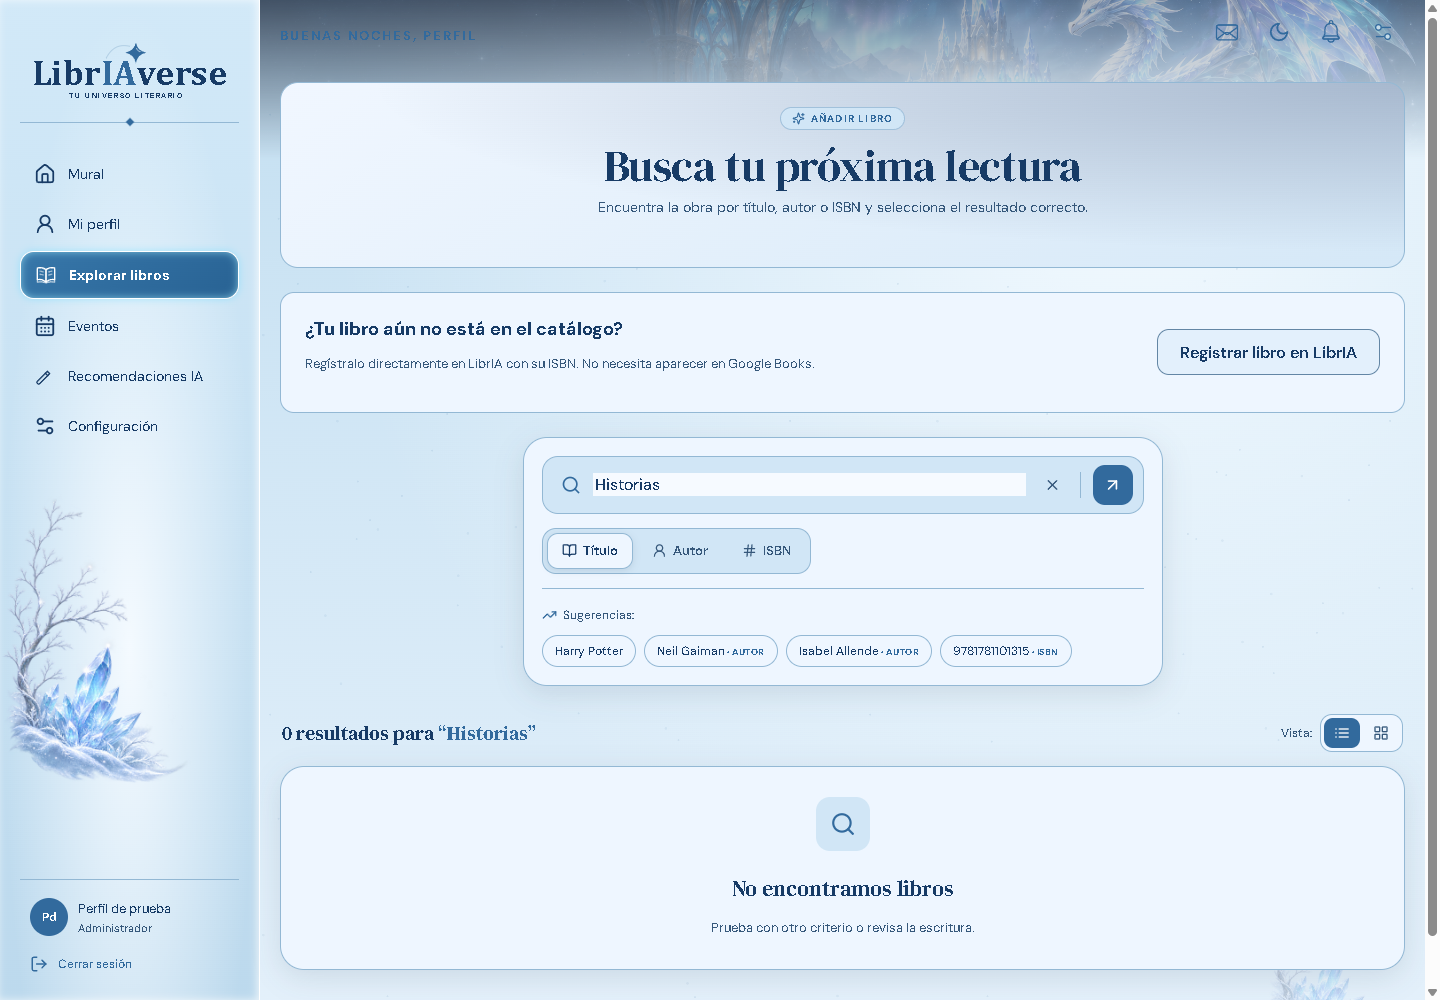 LibrIAverse
TU UNIVERSO LITERARIO
Mural
Mi perfil
Explorar libros
Eventos
Recomendaciones IA
Configuración
Pd
Perfil de prueba
Administrador
Cerrar sesión
BUENAS NOCHES, PERFIL
AÑADIR LIBRO
Busca tu próxima lectura
Encuentra la obra por título, autor o ISBN y selecciona el resultado correcto.
¿Tu libro aún no está en el catálogo?
Regístralo directamente en LibrIA con su ISBN. No necesita aparecer en Google Books.
Registrar libro en LibrIA
Historias
Título Autor ISBN
Sugerencias:
Harry Potter Neil Gaiman · AUTOR Isabel Allende · AUTOR 9781781101315 · ISBN
0 resultados para “Historias”
Vista:
No encontramos libros
Prueba con otro criterio o revisa la escritura.